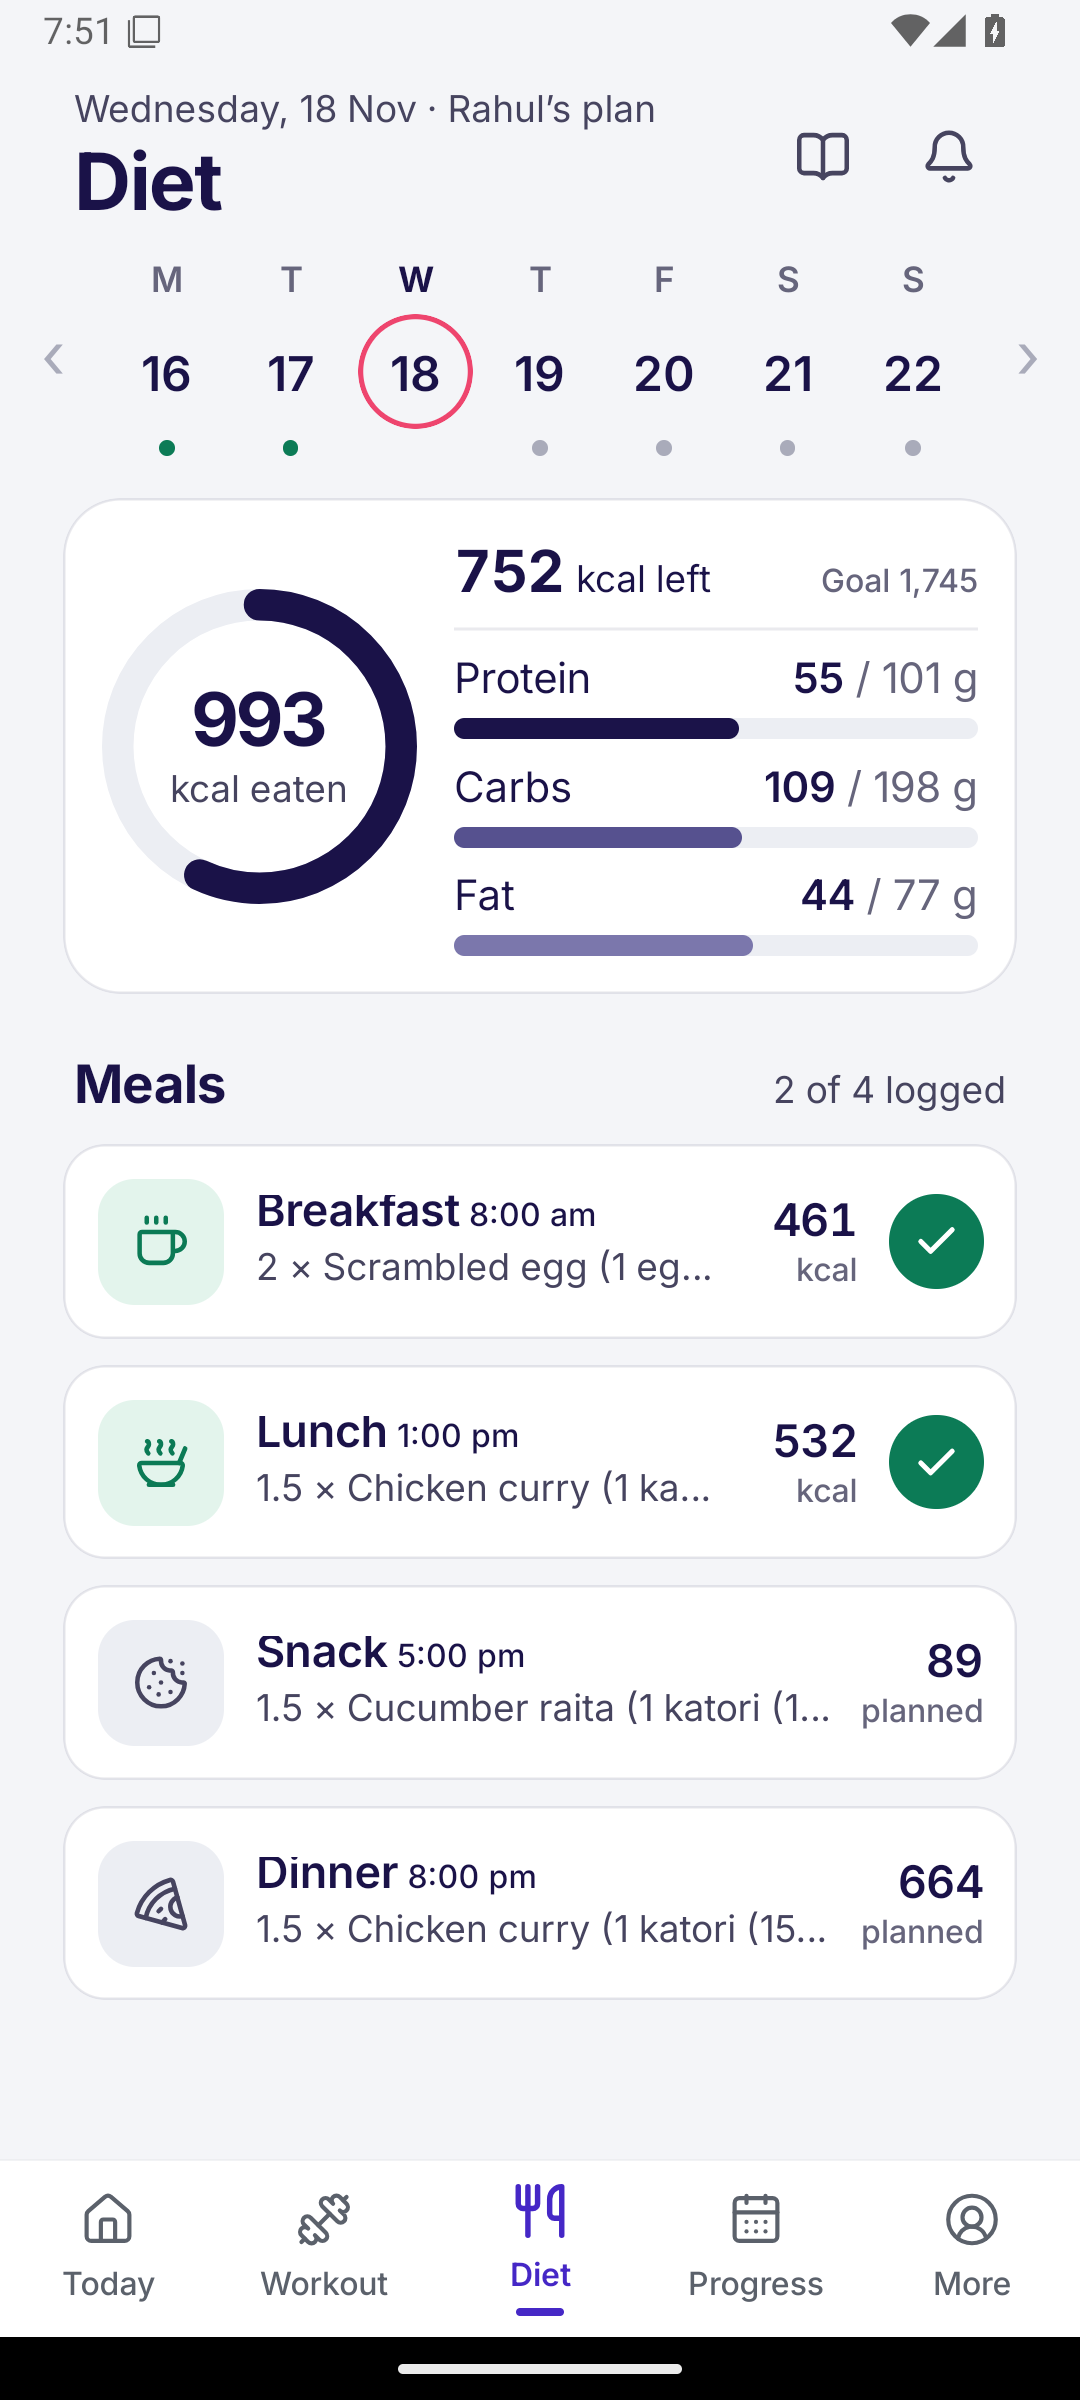 7:51
Wednesday, 18 Nov · Rahul’s plan
Diet
M T W T F S S
‹ 16 17 18 19 20 21 22 ›
752 kcal left Goal 1,745
993
kcal eaten
Protein 55 / 101 g
Carbs 109 / 198 g
Fat 44 / 77 g
Meals 2 of 4 logged
Breakfast 8:00 am 461
2 × Scrambled egg (1 eg... kcal
Lunch 1:00 pm 532
1.5 × Chicken curry (1 ka... kcal
Snack 5:00 pm 89
1.5 × Cucumber raita (1 katori (1... planned
Dinner 8:00 pm 664
1.5 × Chicken curry (1 katori (15... planned
Today Workout Diet Progress More